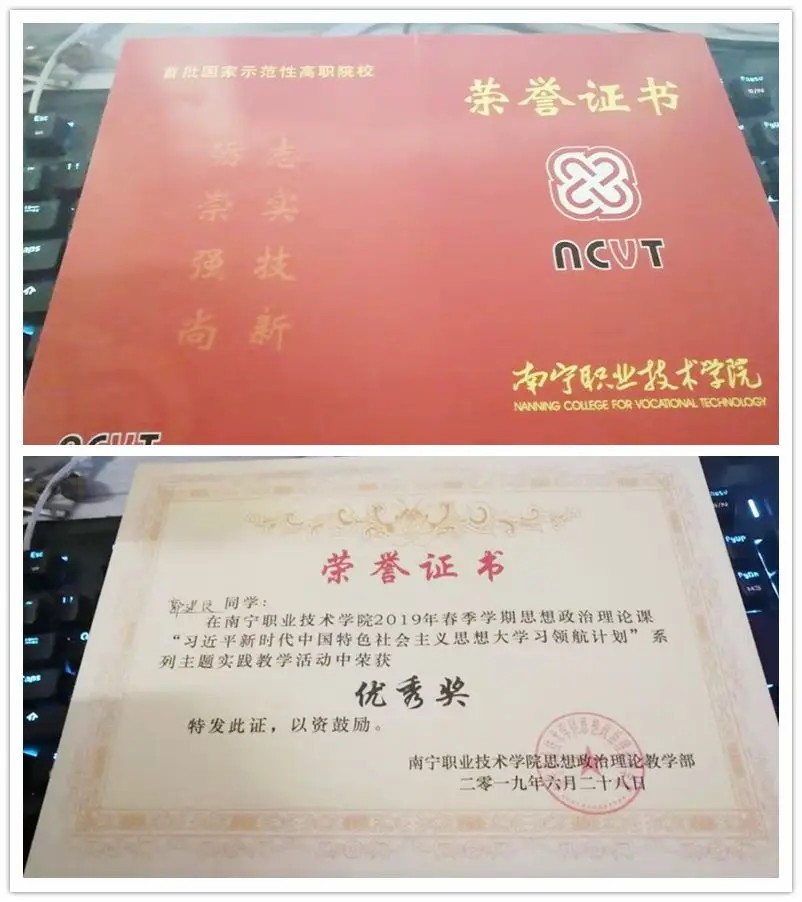 首批国家示范性高职院校
荣誉证书
崇 实
强 技
尚 新
NCVT
南宁职业技术学院
NANNING COLLEGE FOR VOCATIONAL TECHNOLOGY
NCVT
荣誉证书
同学：
在南宁职业技术学院2019年春季学期思想政治理论课
“习近平新时代中国特色社会主义思想大学习领航计划”系
列主题实践教学活动中荣获
优秀奖
特发此证，以资鼓励。
南宁职业技术学院思想政治理论教学部
二零一九年六月二十八日
Esc
PgUp